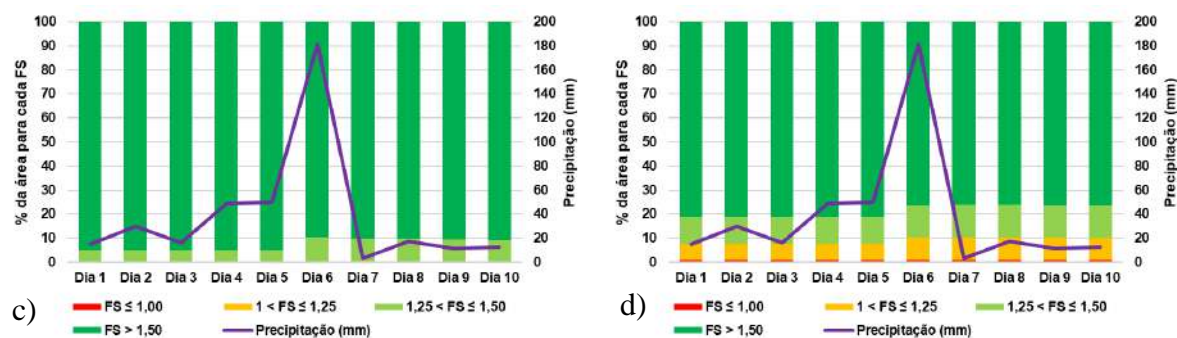 100 90 80 70 60 50 40 30 20 10 0
% da área para cada FS
200 180 160 140 120 100 80 60 40 20 0
Precipitação (mm)
Dia 1 Dia 2 Dia 3 Dia 4 Dia 5 Dia 6 Dia 7 Dia 8 Dia 9 Dia 10
c)
FS ≤ 1,00 1 < FS ≤ 1,25 1,25 < FS ≤ 1,50
FS > 1,50 Precipitação (mm)
100 90 80 70 60 50 40 30 20 10 0
% da área para cada FS
200 180 160 140 120 100 80 60 40 20 0
Precipitação (mm)
Dia 1 Dia 2 Dia 3 Dia 4 Dia 5 Dia 6 Dia 7 Dia 8 Dia 9 Dia 10
d)
FS ≤ 1,00 1 < FS ≤ 1,25 1,25 < FS ≤ 1,50
FS > 1,50 Precipitação (mm)